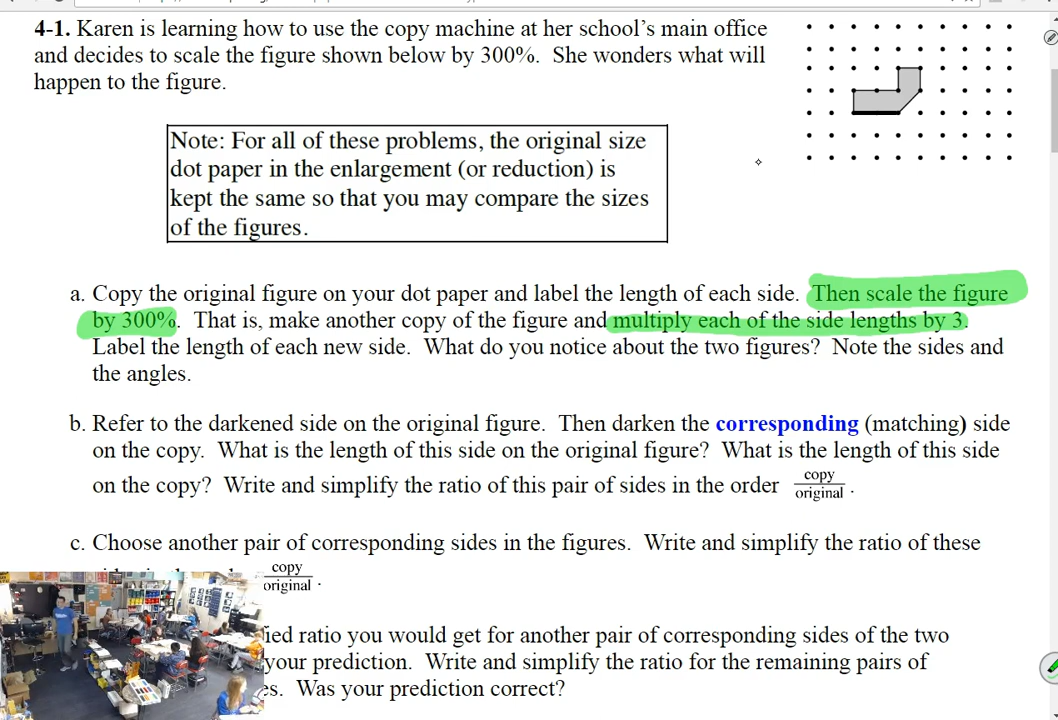 4-1. Karen is learning how to use the copy machine at her school's main office
and decides to scale the figure shown below by 300%. She wonders what will
happen to the figure.
Note: For all of these problems, the original size
dot paper in the enlargement (or reduction) is
kept the same so that you may compare the sizes
of the figures.
a. Copy the original figure on your dot paper and label the length of each side. Then scale the figure
by 300%. That is, make another copy of the figure and multiply each of the side lengths by 3.
Label the length of each new side. What do you notice about the two figures? Note the sides and
the angles.
b. Refer to the darkened side on the original figure. Then darken the corresponding (matching) side
on the copy. What is the length of this side on the original figure? What is the length of this side
on the copy? Write and simplify the ratio of this pair of sides in the order copy/original.
c. Choose another pair of corresponding sides in the figures. Write and simplify the ratio of these
copy/original.
ratio you would get for another pair of corresponding sides of the two
your prediction. Write and simplify the ratio for the remaining pairs of
Was your prediction correct?